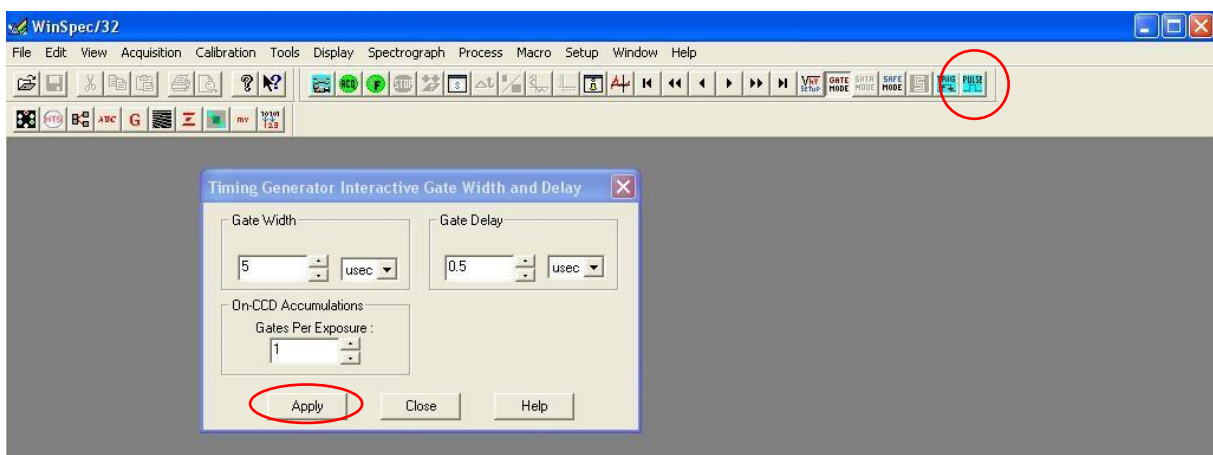 WinSpec/32
File Edit View Acquisition Calibration Tools Display Spectrograph Process Macro Setup Window Help
ACQ F GATE MODE SAFE MODE TRIG PULSE
G Z mv
Timing Generator Interactive Gate Width and Delay
Gate Width Gate Delay
5 usec 0.5 usec
On-CCD Accumulations
Gates Per Exposure :
1
Apply Close Help